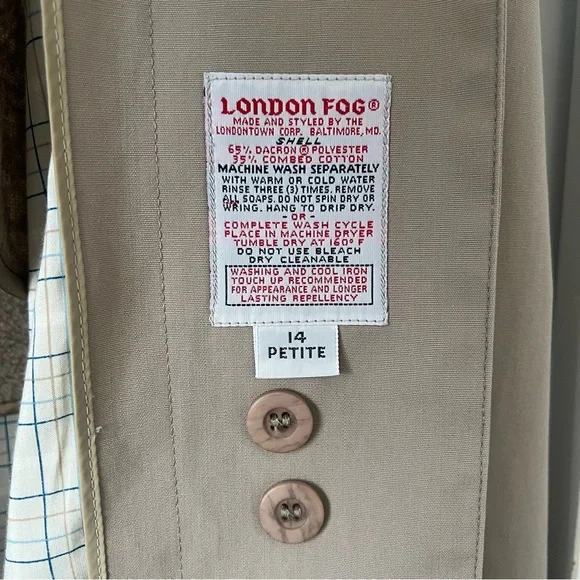 LONDON FOG®
MADE AND STYLED BY THE
LONDONTOWN CORP. BALTIMORE, MD.
SHELL
65% DACRON® POLYESTER
35% COMBED COTTON
MACHINE WASH SEPARATELY
WITH WARM OR COLD WATER
RINSE THREE (3) TIMES. REMOVE
ALL SOAPS. DO NOT SPIN DRY OR
WRING. HANG TO DRIP DRY.
- OR -
COMPLETE WASH CYCLE
PLACE IN MACHINE DRYER
TUMBLE DRY AT 160° F
DO NOT USE BLEACH
DRY CLEANABLE
WASHING AND COOL IRON
TOUCH UP RECOMMENDED
FOR APPEARANCE AND LONGER
LASTING REPELLENCY
14
PETITE